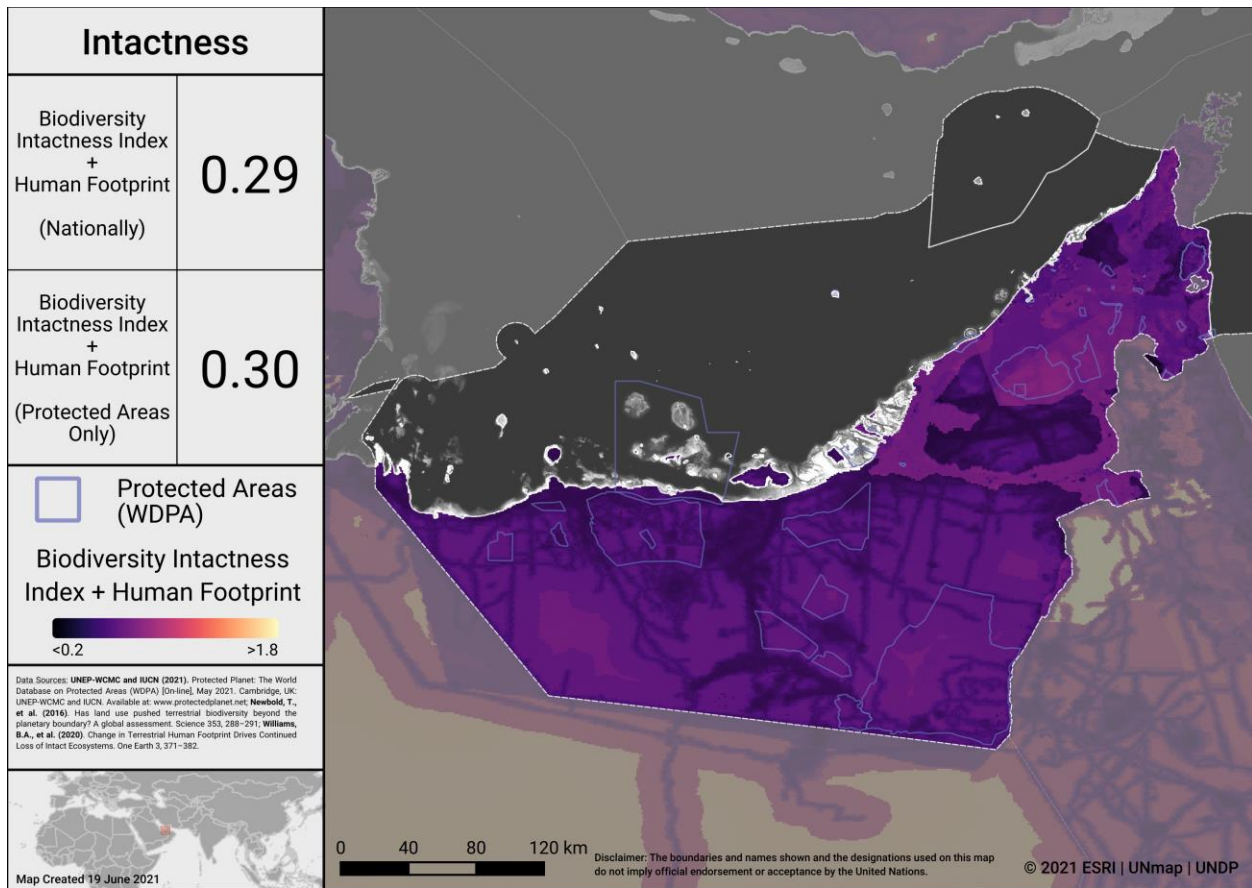 Intactness
Biodiversity
Intactness Index
+
Human Footprint
(Nationally)
0.29
Biodiversity
Intactness Index
+
Human Footprint
(Protected Areas
Only)
0.30
Protected Areas
(WDPA)
Biodiversity Intactness
Index + Human Footprint
<0.2
>1.8
Data Sources: UNEP-WCMC and IUCN (2021). Protected Planet: The World
Database on Protected Areas (WDPA) [On-line], May 2021. Cambridge, UK:
UNEP-WCMC and IUCN. Available at: www.protectedplanet.net; Newbold, T.,
et al. (2016). Has land use pushed terrestrial biodiversity beyond the
planetary boundary? A global assessment. Science 353, 288–291; Williams,
B.A., et al. (2020). Change in Terrestrial Human Footprint Drives Continued
Loss of Intact Ecosystems. One Earth 3, 371–382.
Map Created 19 June 2021
0 40 80 120 km
Disclaimer: The boundaries and names shown and the designations used on this map
do not imply official endorsement or acceptance by the United Nations.
© 2021 ESRI | UNmap | UNDP